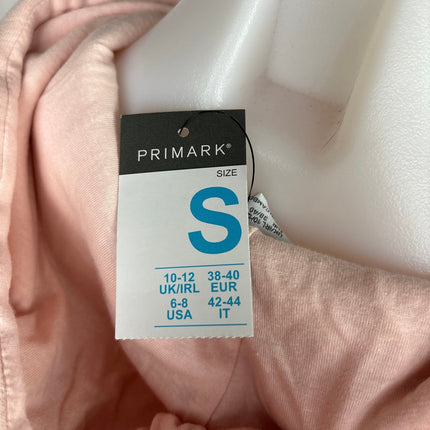 PRIMARK®
SIZE
S
10-12 38-40
UK/IRL EUR
6-8 42-44
USA IT